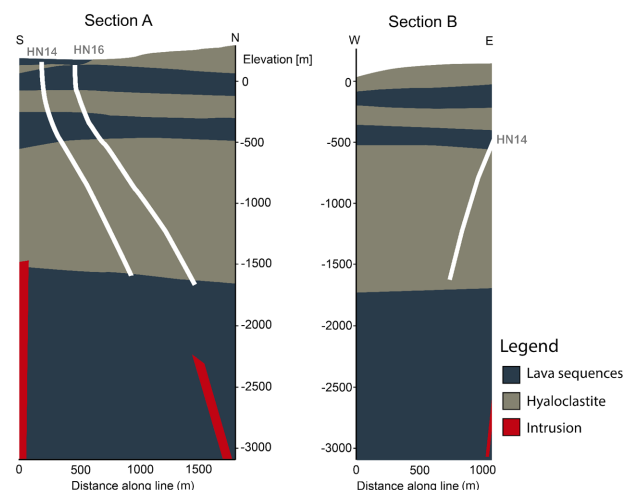 Section A
Section B
S
N
HN14
HN16
Elevation [m]
0
-500
-1000
-1500
-2000
-2500
-3000
0
500
1000
1500
Distance along line (m)
W
E
0
-500
-1000
-1500
-2000
-2500
-3000
HN14
0
500
1000
Distance along line (m)
Legend
Lava sequences
Hyaloclastite
Intrusion